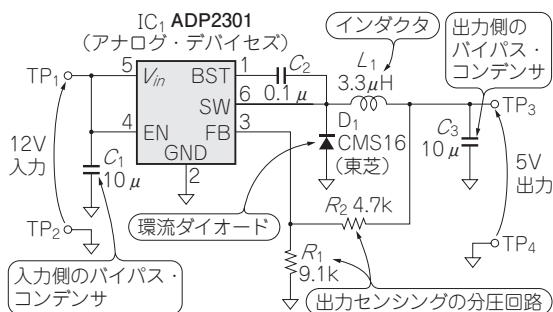 IC₁ ADP2301
(アナログ・デバイセズ)
インダクタ
出力側の
バイパス・
コンデンサ
TP₁
5
Vin
BST
1
C₂
0.1μ
L₁
3.3μH
SW
6
TP₃
4
EN
FB
3
D₁
CMS16
(東芝)
C₃
10μ
12V
入力
C₁
10μ
GND
2
5V
出力
TP₂
環流ダイオード
R₂ 4.7k
TP₄
入力側のバイパス・
コンデンサ
R₁
9.1k
出力センシングの分圧回路